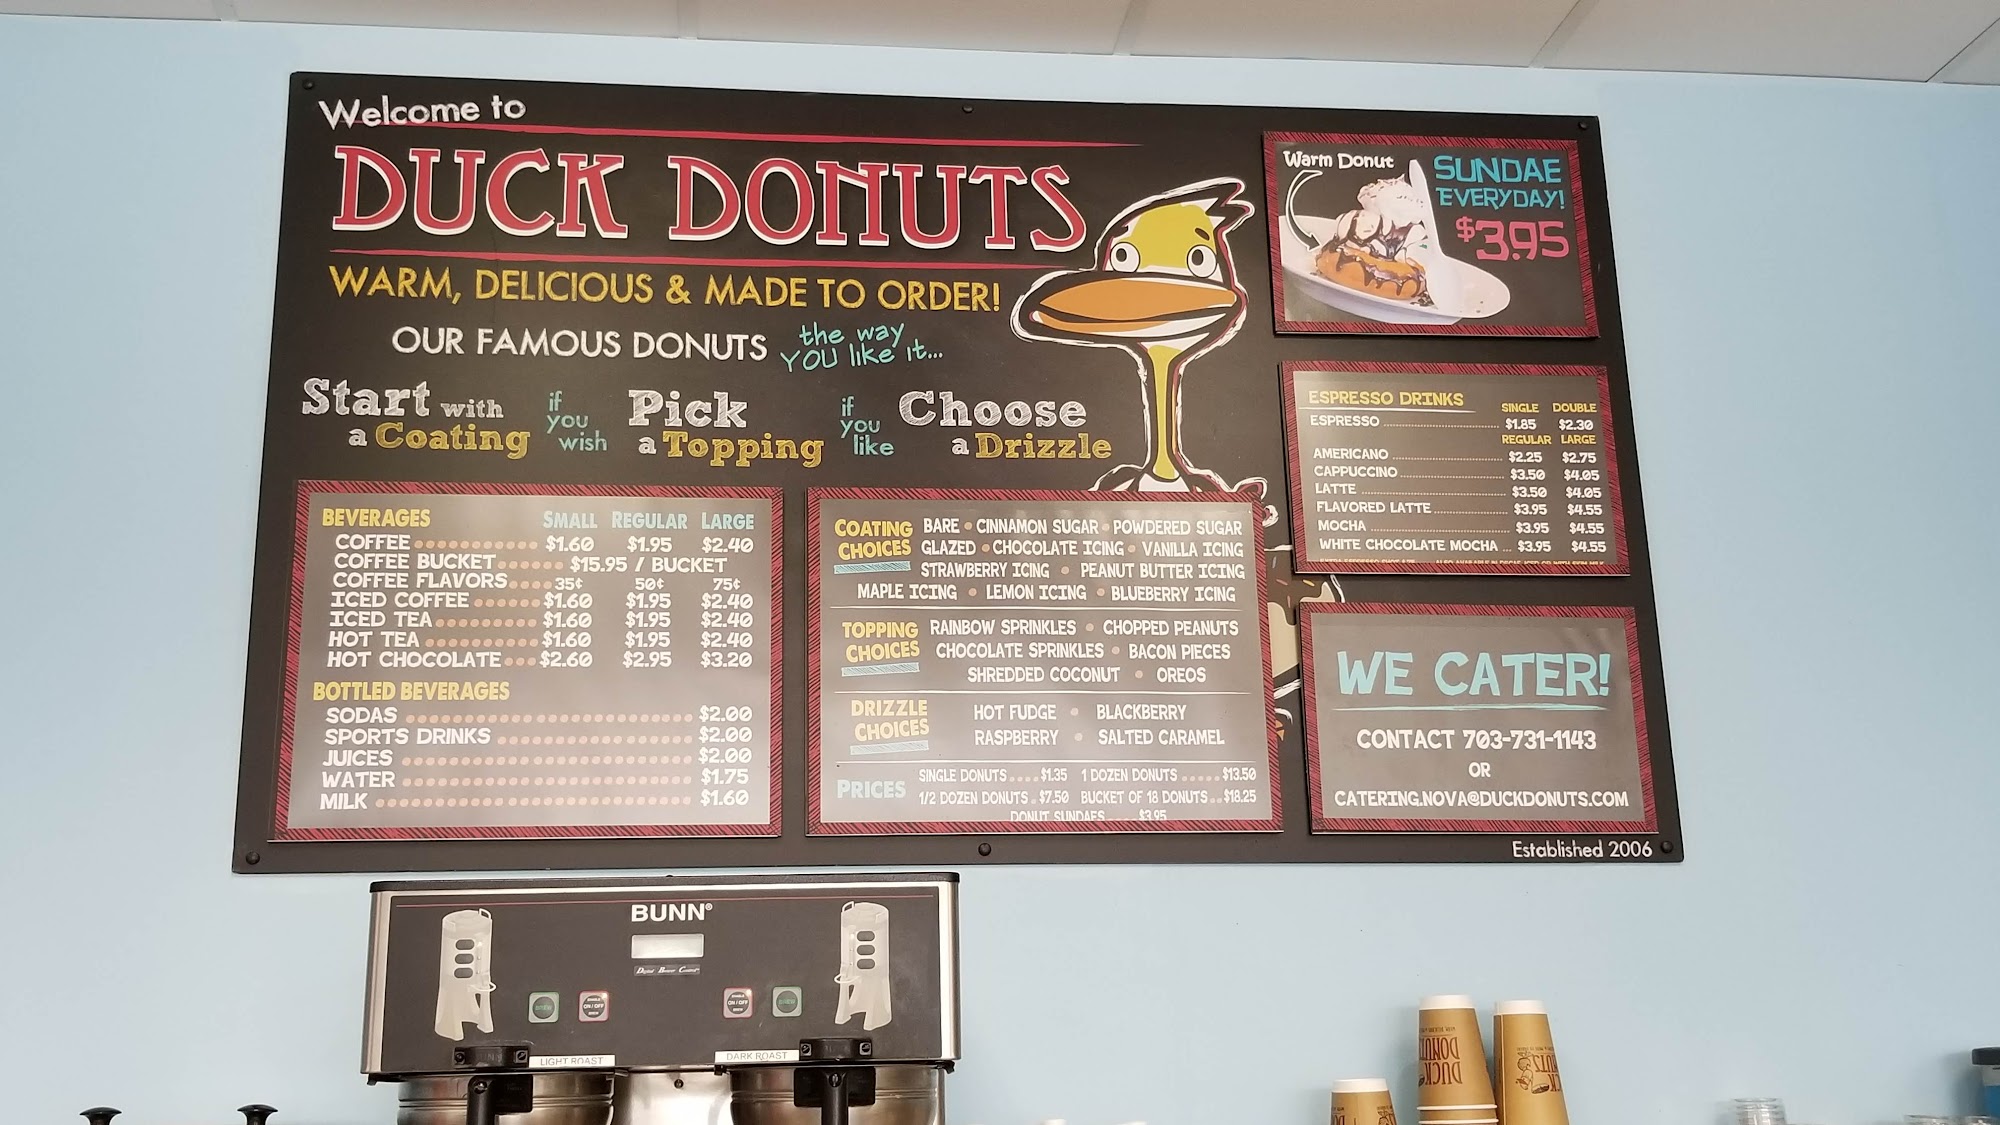 Welcome to
DUCK DONUTS
WARM, DELICIOUS & MADE TO ORDER!
OUR FAMOUS DONUTS the way YOU like it...
Start with a Coating if you wish Pick a Topping if you like Choose a Drizzle
BEVERAGES SMALL REGULAR LARGE
COFFEE $1.60 $1.95 $2.40
COFFEE BUCKET $15.95 / BUCKET
COFFEE FLAVORS 35¢ 50¢ 75¢
ICED COFFEE $1.60 $1.95 $2.40
ICED TEA $1.60 $1.95 $2.40
HOT TEA $1.60 $1.95 $2.40
HOT CHOCOLATE $2.60 $2.95 $3.20
BOTTLED BEVERAGES
SODAS $2.00
SPORTS DRINKS $2.00
JUICES $2.00
WATER $1.75
MILK $1.60
COATING CHOICES
BARE • CINNAMON SUGAR • POWDERED SUGAR
GLAZED • CHOCOLATE ICING • VANILLA ICING
STRAWBERRY ICING • PEANUT BUTTER ICING
MAPLE ICING • LEMON ICING • BLUEBERRY ICING
TOPPING CHOICES
RAINBOW SPRINKLES • CHOPPED PEANUTS
CHOCOLATE SPRINKLES • BACON PIECES
SHREDDED COCONUT • OREOS
DRIZZLE CHOICES
HOT FUDGE • BLACKBERRY
RASPBERRY • SALTED CARAMEL
PRICES
SINGLE DONUTS .... $1.35 1 DOZEN DONUTS ..... $13.50
1/2 DOZEN DONUTS . $7.50 BUCKET OF 18 DONUTS .. $18.25
DONUT SUNDAES .... $3.95
Warm Donut
SUNDAE
EVERYDAY!
$3.95
ESPRESSO DRINKS SINGLE DOUBLE
ESPRESSO $1.85 $2.30
REGULAR LARGE
AMERICANO $2.25 $2.75
CAPPUCCINO $3.50 $4.05
LATTE $3.50 $4.05
FLAVORED LATTE $3.95 $4.55
MOCHA $3.95 $4.55
WHITE CHOCOLATE MOCHA ... $3.95 $4.55
WE CATER!
CONTACT 703-731-1143
OR
CATERING.NOVA@DUCKDONUTS.COM
Established 2006
BUNN®
BREW
ON / OFF
ON / OFF
BREW
LIGHT ROAST
DARK ROAST
DUCK DONUTS